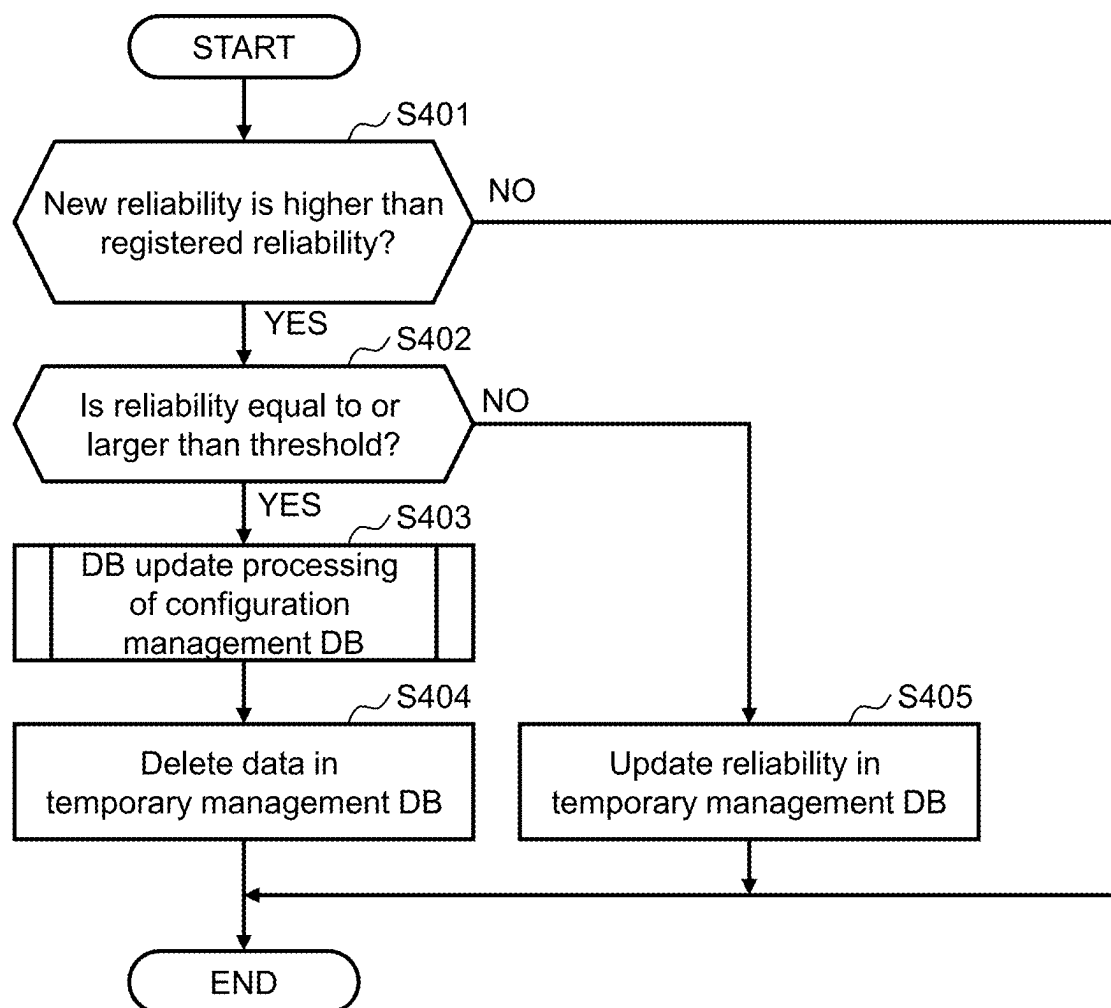 START
S401
New reliability is higher than
registered reliability?
NO
YES
S402
Is reliability equal to or
larger than threshold?
NO
YES
S403
DB update processing
of configuration
management DB
S404
Delete data in
temporary management DB
S405
Update reliability in
temporary management DB
END